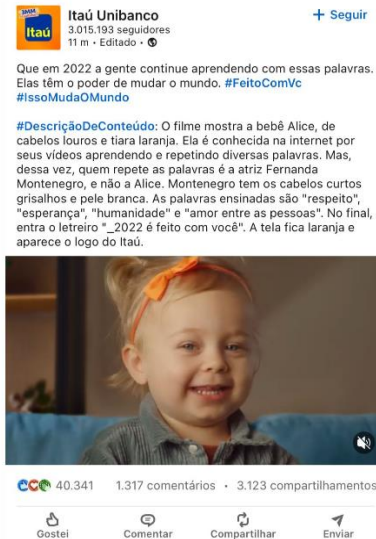 Itaú
Itaú Unibanco
+ Seguir
3.015.193 seguidores
11 m • Editado •
Que em 2022 a gente continue aprendendo com essas palavras.
Elas têm o poder de mudar o mundo. #FeitoComVc
#IssoMudaOMundo
#DescriçãoDeConteúdo: O filme mostra a bebê Alice, de
cabelos louros e tiara laranja. Ela é conhecida na internet por
seus vídeos aprendendo e repetindo diversas palavras. Mas,
dessa vez, quem repete as palavras é a atriz Fernanda
Montenegro, e não a Alice. Montenegro tem os cabelos curtos
grisalhos e pele branca. As palavras ensinadas são "respeito",
"esperança", "humanidade" e "amor entre as pessoas". No final,
entra o letreiro "_2022 é feito com você". A tela fica laranja e
aparece o logo do Itaú.
40.341 1.317 comentários • 3.123 compartilhamentos
Gostei Comentar Compartilhar Enviar